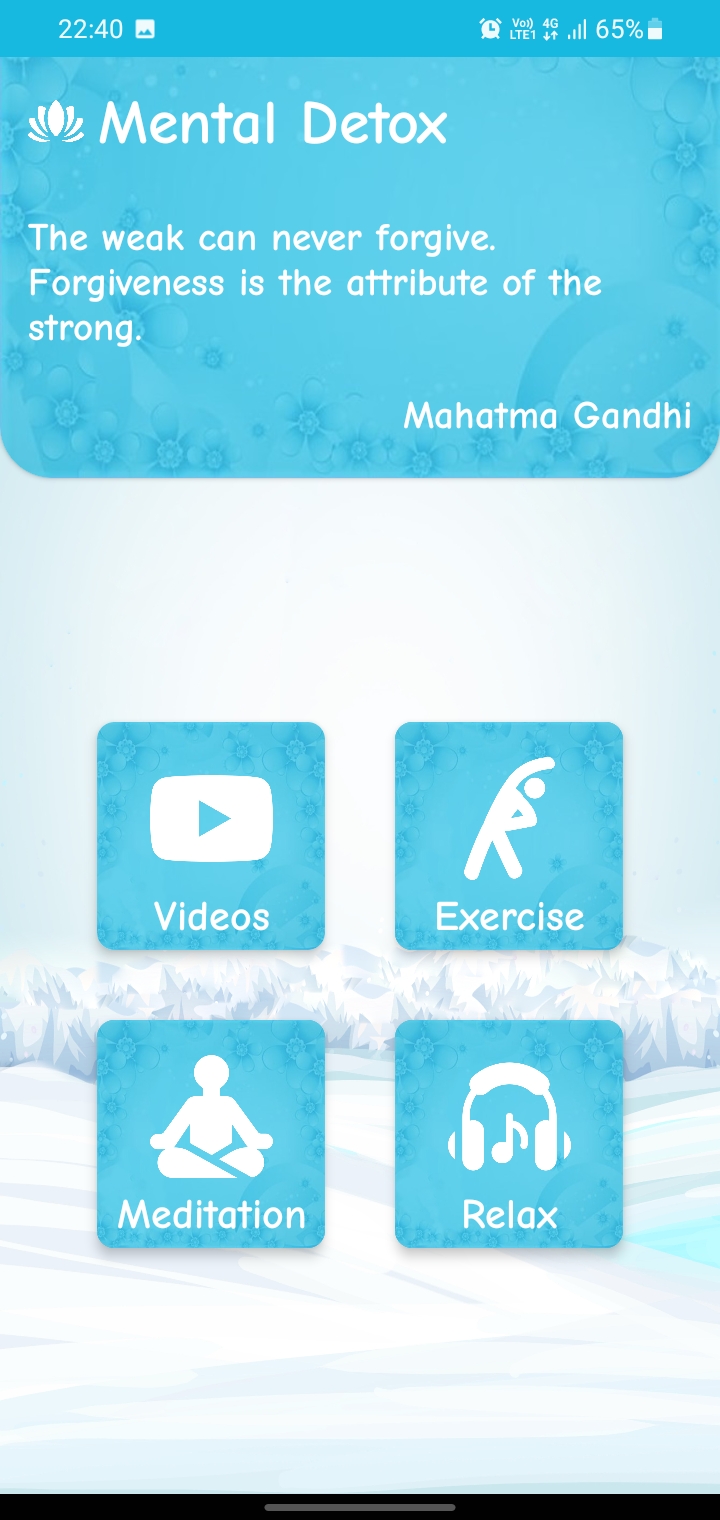 22:40
Vo)) 4G
LTE1 65%
Mental Detox
The weak can never forgive.
Forgiveness is the attribute of the
strong.
Mahatma Gandhi
Videos Exercise
Meditation Relax